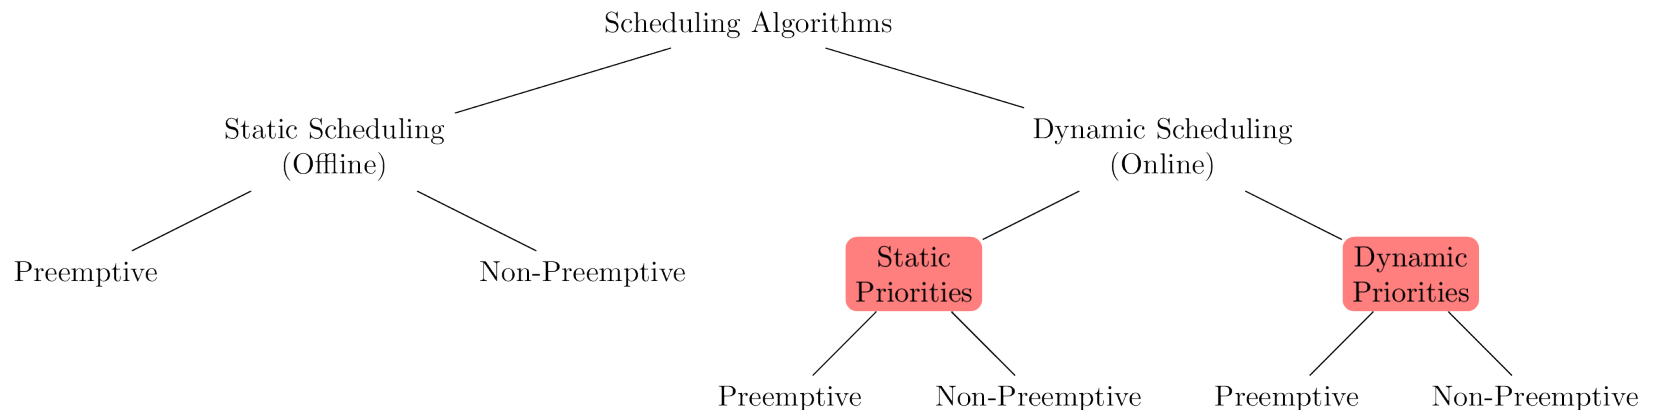 Scheduling Algorithms
Static Scheduling
(Offline)
Dynamic Scheduling
(Online)
Preemptive
Non-Preemptive
Static
Priorities
Dynamic
Priorities
Preemptive
Non-Preemptive
Preemptive
Non-Preemptive